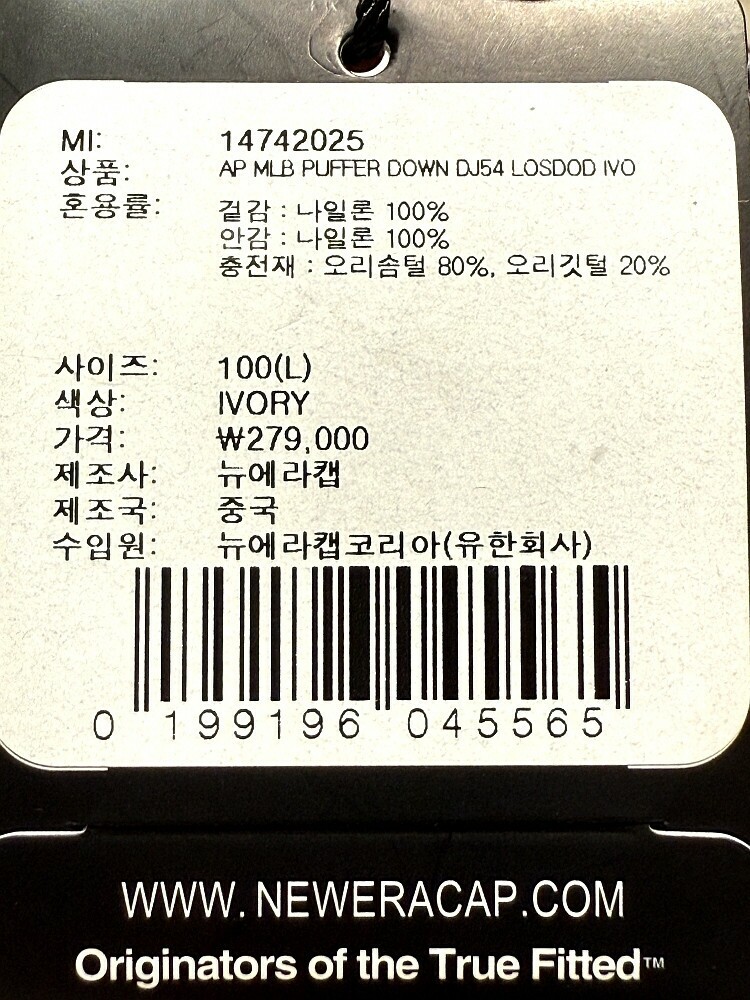 MI: 14742025
상품: AP MLB PUFFER DOWN DJ54 LOSDOD IVO
혼용률: 겉감 : 나일론 100%
안감 : 나일론 100%
충전재 : 오리솜털 80%, 오리깃털 20%
사이즈: 100(L)
색상: IVORY
가격: ₩279,000
제조사: 뉴에라캡
제조국: 중국
수입원: 뉴에라캡코리아(유한회사)
0 199196 045565
WWW.NEWERACAP.COM
Originators of the True Fitted™